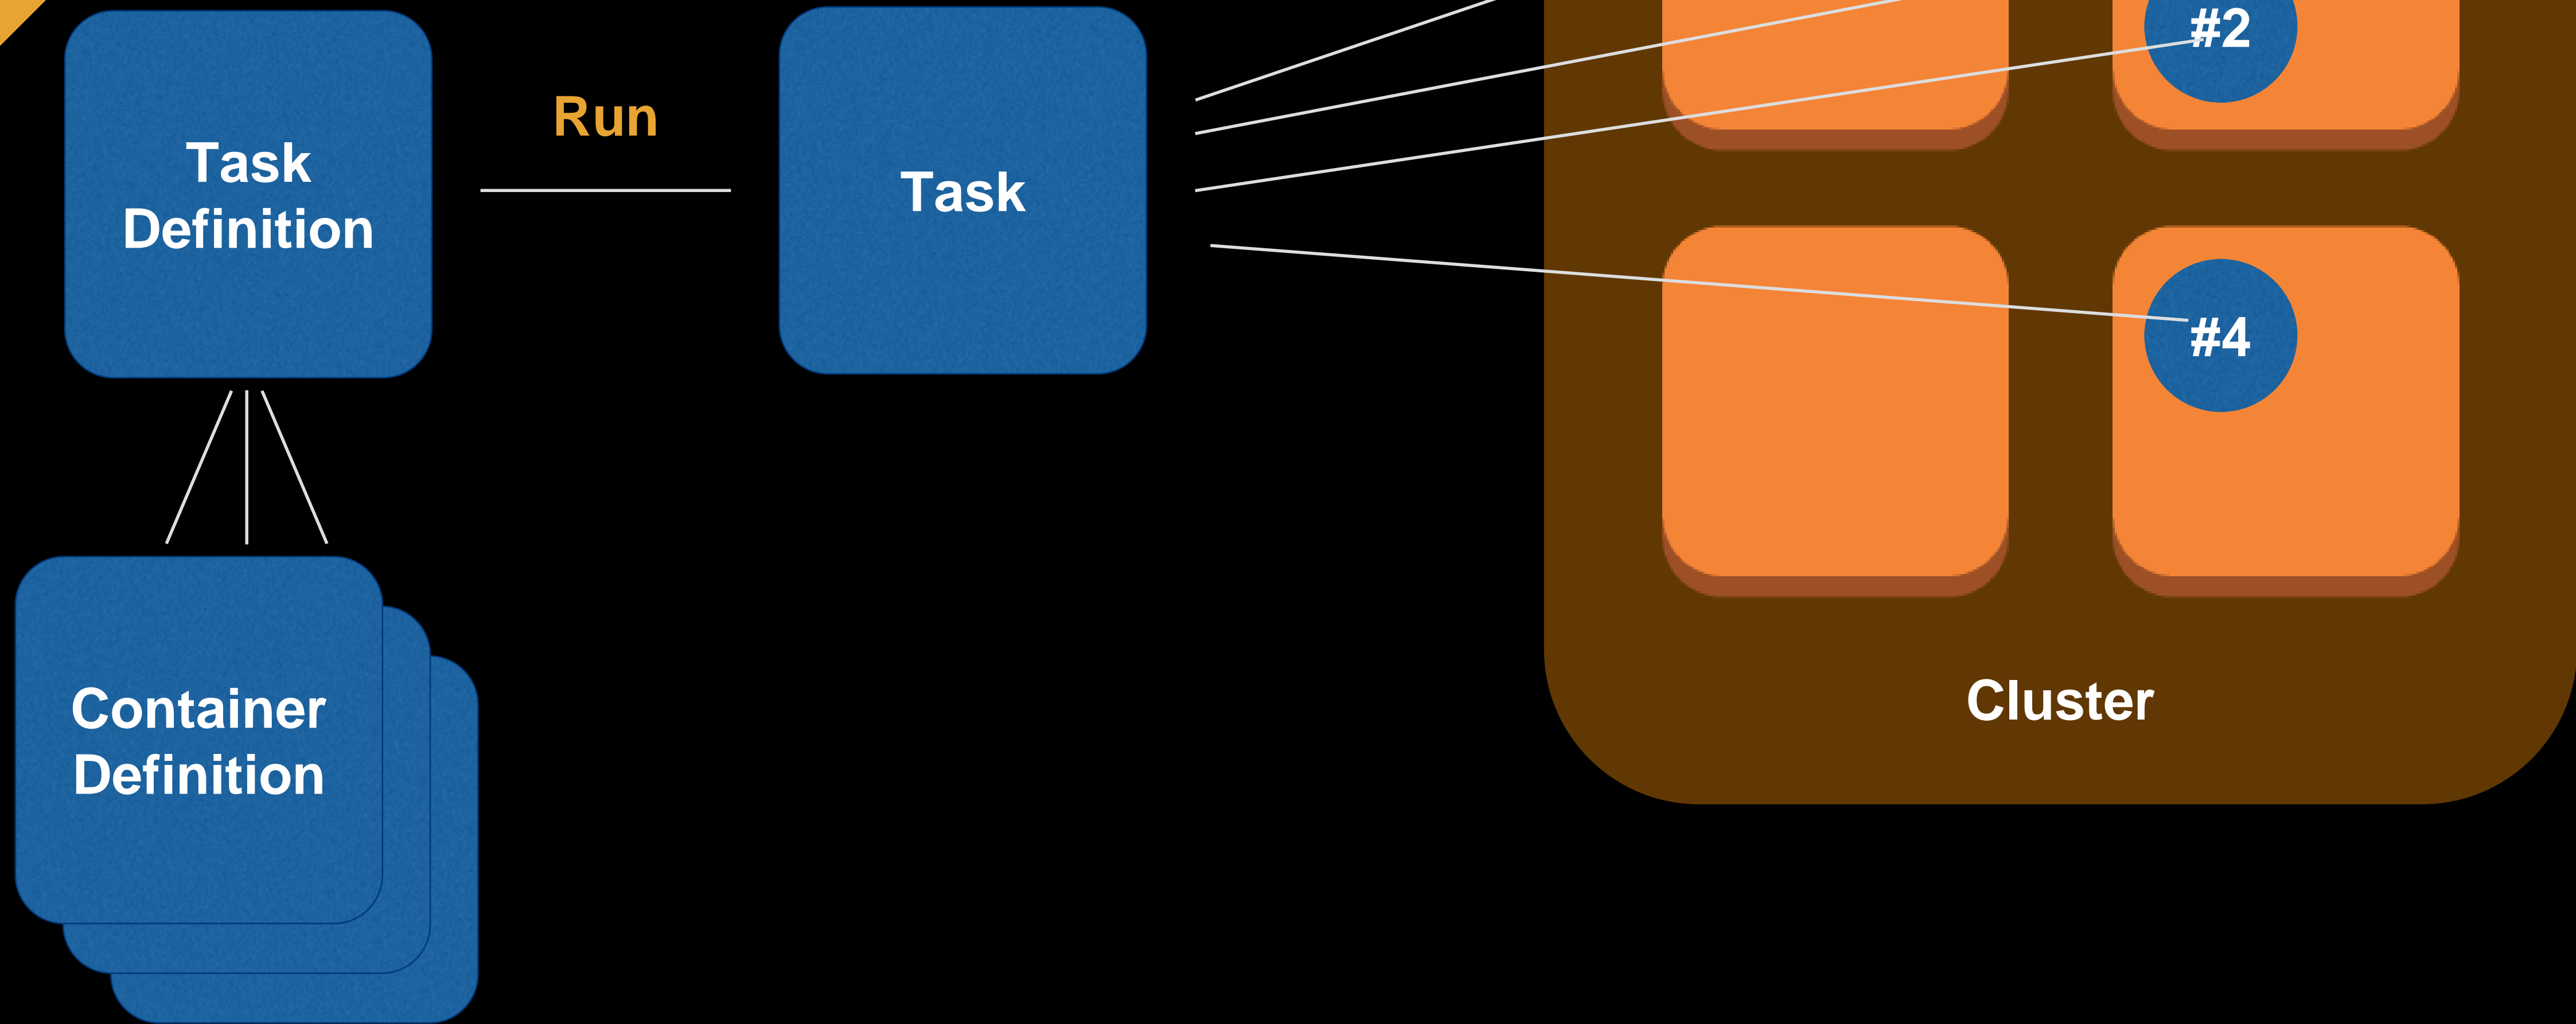 Task
Definition
Run
Task
#2
#4
Container
Definition
Cluster